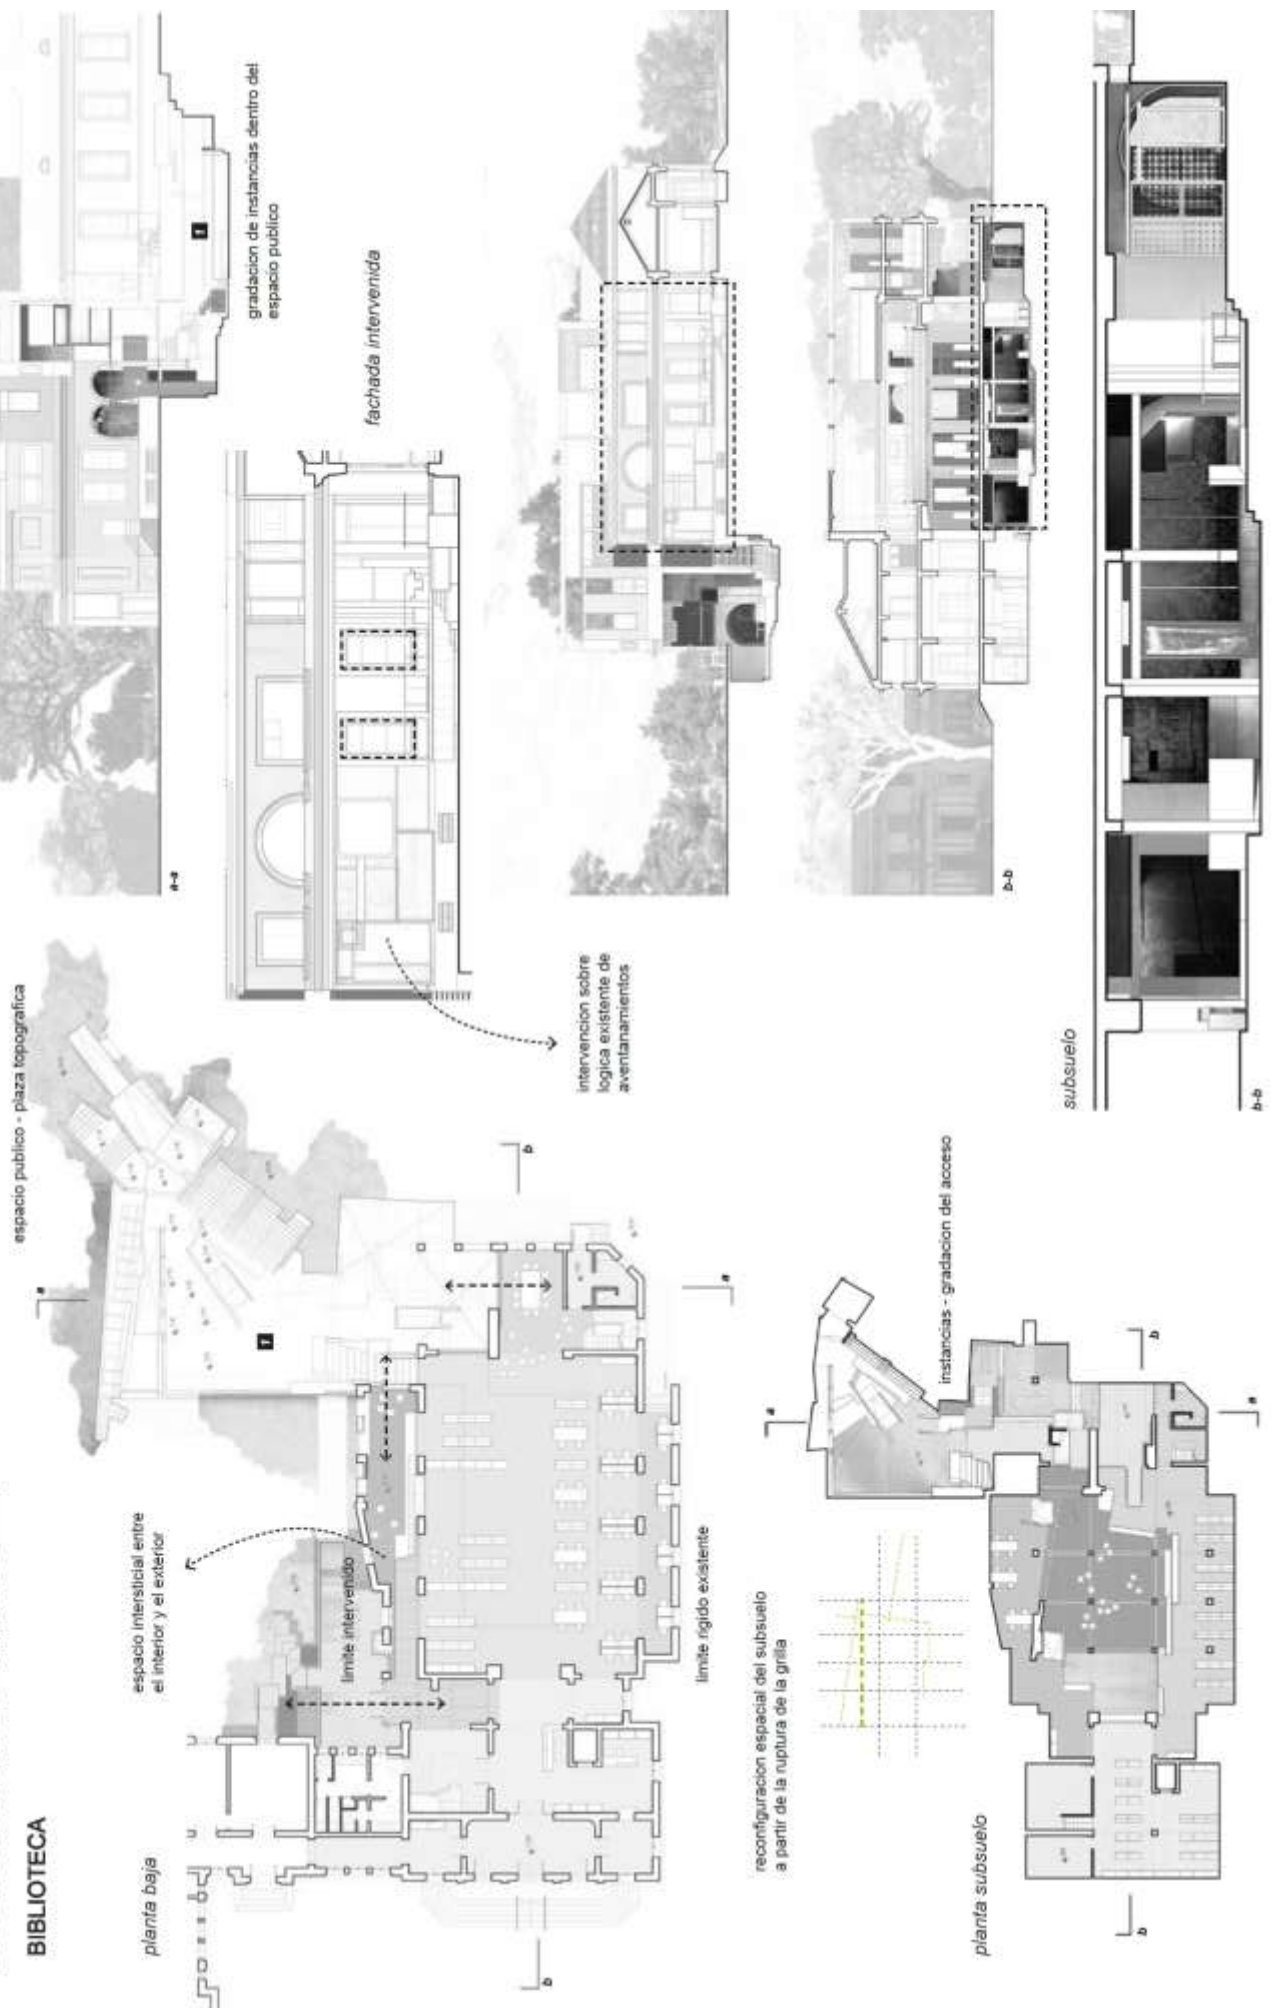 BIBLIOTECA
planta baja
espacio intersticial entre
el interior y el exterior
limite intervenido
espacio publico - plaza topografica
a
1
b
b
a
limite rigido existente
reconfiguracion espacial del subsuelo
a partir de la ruptura de la grilla
planta subsuelo
instancias - gradacion del acceso
a
b
b
a
1
gradacion de instancias dentro del
espacio publico
a-a
fachada intervenida
intervencion sobre
logica existente de
aventanamientos
b-b
subsuelo
b-b